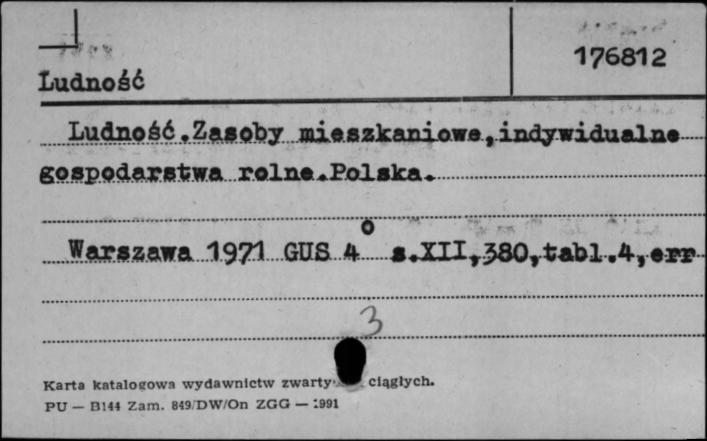 176812
Ludność
Ludność.Zasoby mieszkaniowe,indywidualne
gospodarstwa rolne.Polska.
Warszawa 1971 GUS 4° s.XII,380,tabl.4,err
3
Karta katalogowa wydawnictw zwarty ciągłych.
PU — B144 Zam. 849/DW/On ZGG — 1991